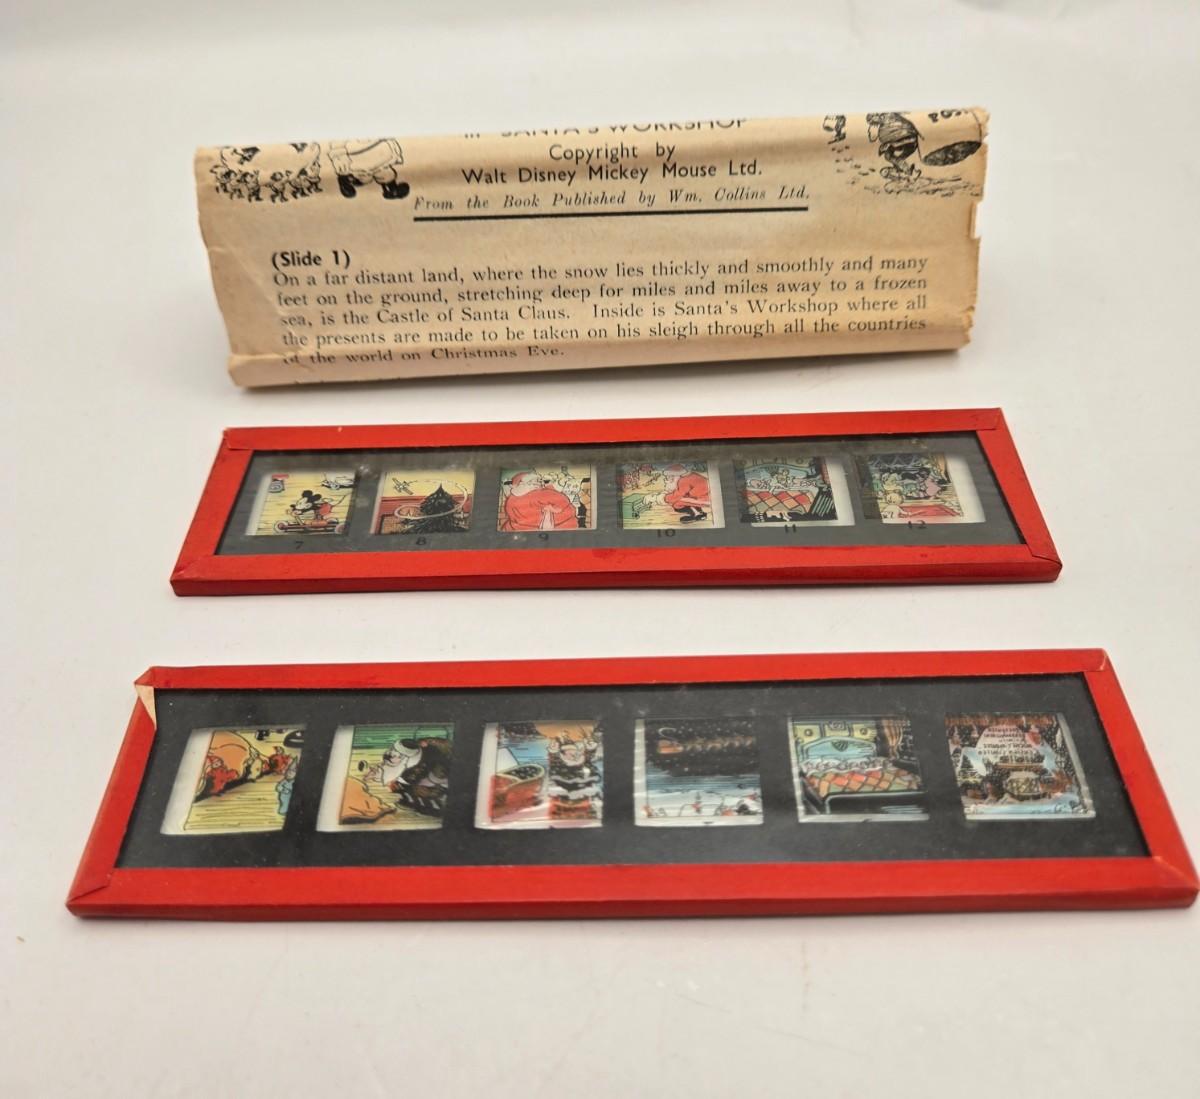 in SANTA'S WORKSHOP
Copyright by
Walt Disney Mickey Mouse Ltd.
From the Book Published by Wm. Collins Ltd.
(Slide 1)
On a far distant land, where the snow lies thickly and smoothly and many
feet on the ground, stretching deep for miles and miles away to a frozen
sea, is the Castle of Santa Claus. Inside is Santa's Workshop where all
the presents are made to be taken on his sleigh through all the countries
of the world on Christmas Eve.
7 8 9 10 11 12